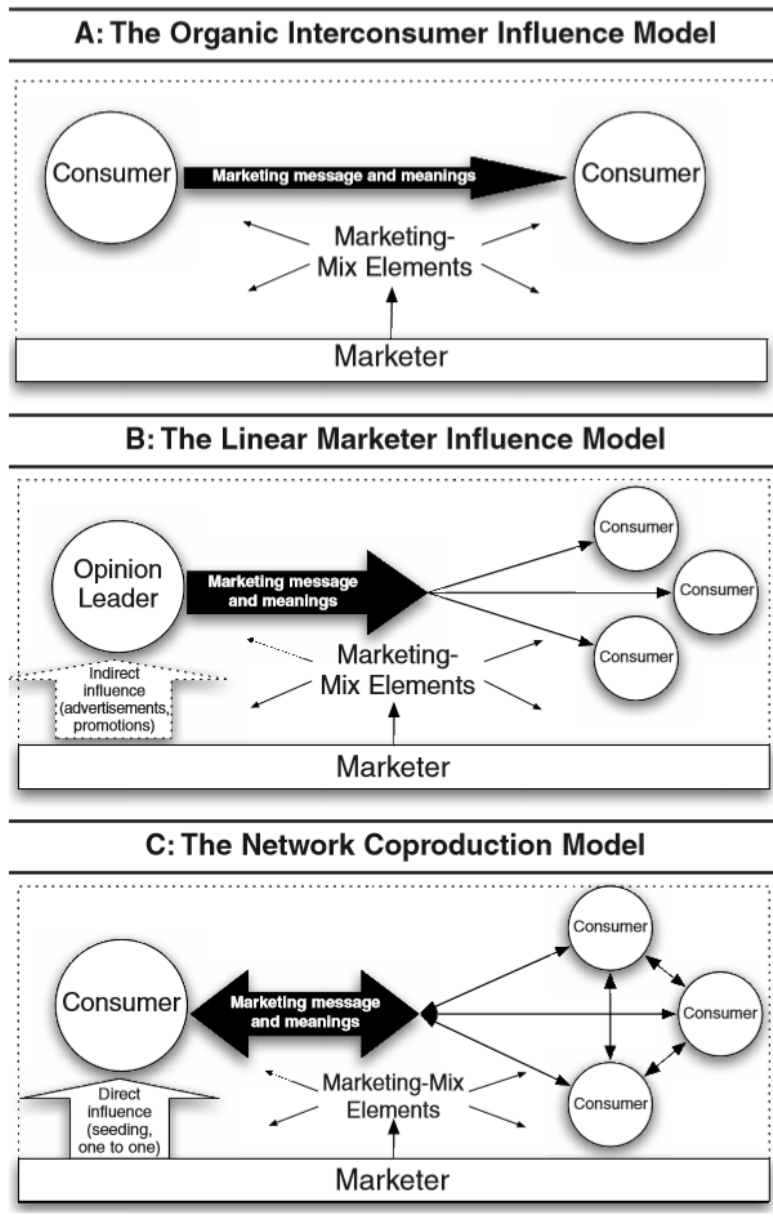 A: The Organic Interconsumer Influence Model
Consumer
Marketing message and meanings
Consumer
Marketing-
Mix Elements
Marketer
B: The Linear Marketer Influence Model
Opinion
Leader
Marketing message
and meanings
Consumer
Consumer
Consumer
Indirect
influence
(advertisements,
promotions)
Marketing-
Mix Elements
Marketer
C: The Network Coproduction Model
Consumer
Marketing message
and meanings
Consumer
Consumer
Consumer
Direct
influence
(seeding,
one to one)
Marketing-Mix
Elements
Marketer